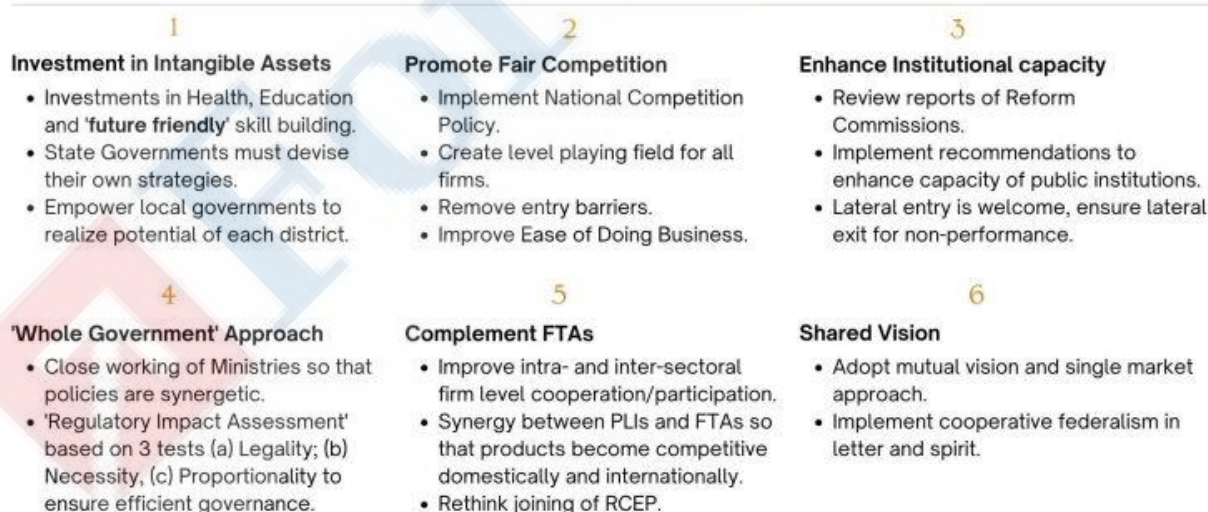 1
Investment in Intangible Assets
• Investments in Health, Education
and 'future friendly' skill building.
• State Governments must devise
their own strategies.
• Empower local governments to
realize potential of each district.
2
Promote Fair Competition
• Implement National Competition
Policy.
• Create level playing field for all
firms.
• Remove entry barriers.
• Improve Ease of Doing Business.
3
Enhance Institutional capacity
• Review reports of Reform
Commissions.
• Implement recommendations to
enhance capacity of public institutions.
• Lateral entry is welcome, ensure lateral
exit for non-performance.
4
'Whole Government' Approach
• Close working of Ministries so that
policies are synergetic.
• 'Regulatory Impact Assessment'
based on 3 tests (a) Legality; (b)
Necessity, (c) Proportionality to
ensure efficient governance.
5
Complement FTAs
• Improve intra- and inter-sectoral
firm level cooperation/participation.
• Synergy between PLIs and FTAs so
that products become competitive
domestically and internationally.
• Rethink joining of RCEP.
6
Shared Vision
• Adopt mutual vision and single market
approach.
• Implement cooperative federalism in
letter and spirit.